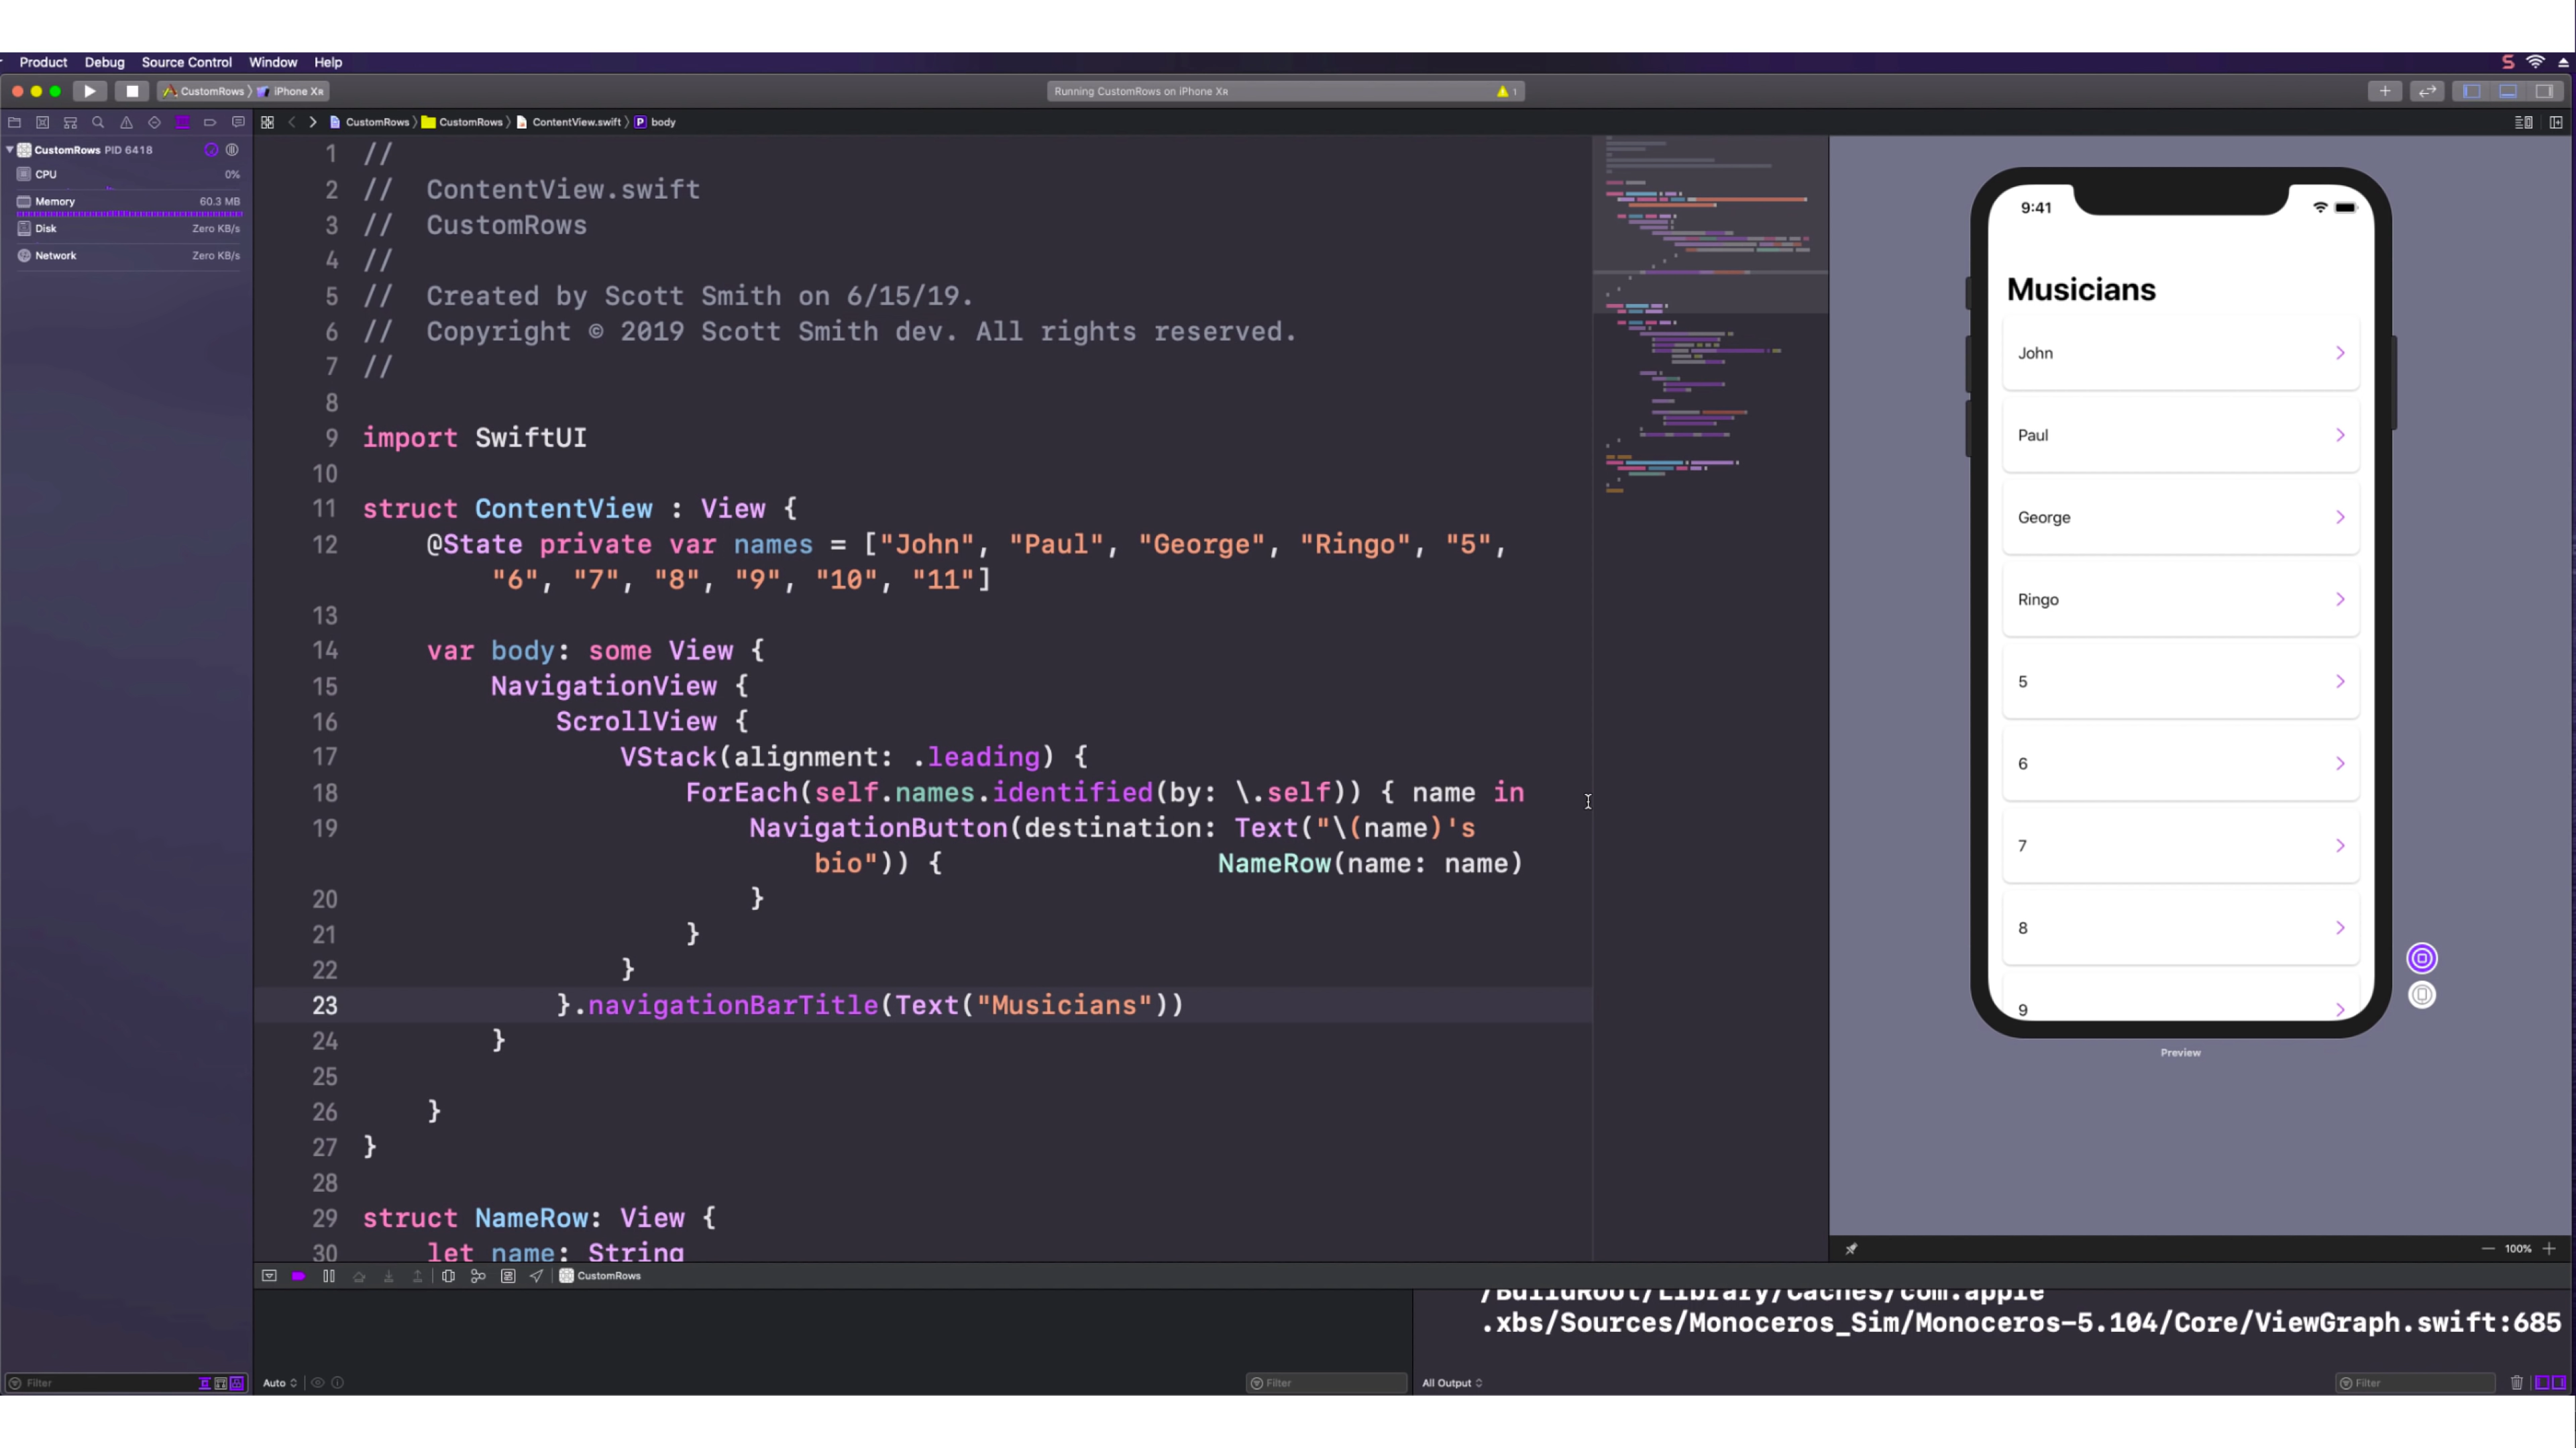 Product Debug Source Control Window Help
CustomRows iPhone XR
Running CustomRows on iPhone XR
1
CustomRows CustomRows ContentView.swift P body
CustomRows PID 6418
CPU 0%
Memory 60.3 MB
Disk Zero KB/s
Network Zero KB/s
1 //
2 // ContentView.swift
3 // CustomRows
4 //
5 // Created by Scott Smith on 6/15/19.
6 // Copyright © 2019 Scott Smith dev. All rights reserved.
7 //
8
9 import SwiftUI
10
11 struct ContentView : View {
12 @State private var names = ["John", "Paul", "George", "Ringo", "5",
"6", "7", "8", "9", "10", "11"]
13
14 var body: some View {
15 NavigationView {
16 ScrollView {
17 VStack(alignment: .leading) {
18 ForEach(self.names.identified(by: \.self)) { name in
19 NavigationButton(destination: Text("\(name)'s
bio")) { NameRow(name: name)
20 }
21 }
22 }
23 }.navigationBarTitle(Text("Musicians"))
24 }
25
26 }
27 }
28
29 struct NameRow: View {
30 let name: String
9:41
Musicians
John
Paul
George
Ringo
5
6
7
8
9
Preview
100%
CustomRows
/BuildRoot/Library/Caches/com.apple
.xbs/Sources/Monoceros_Sim/Monoceros-5.104/Core/ViewGraph.swift:685
Filter
Auto
Filter
All Output
Filter